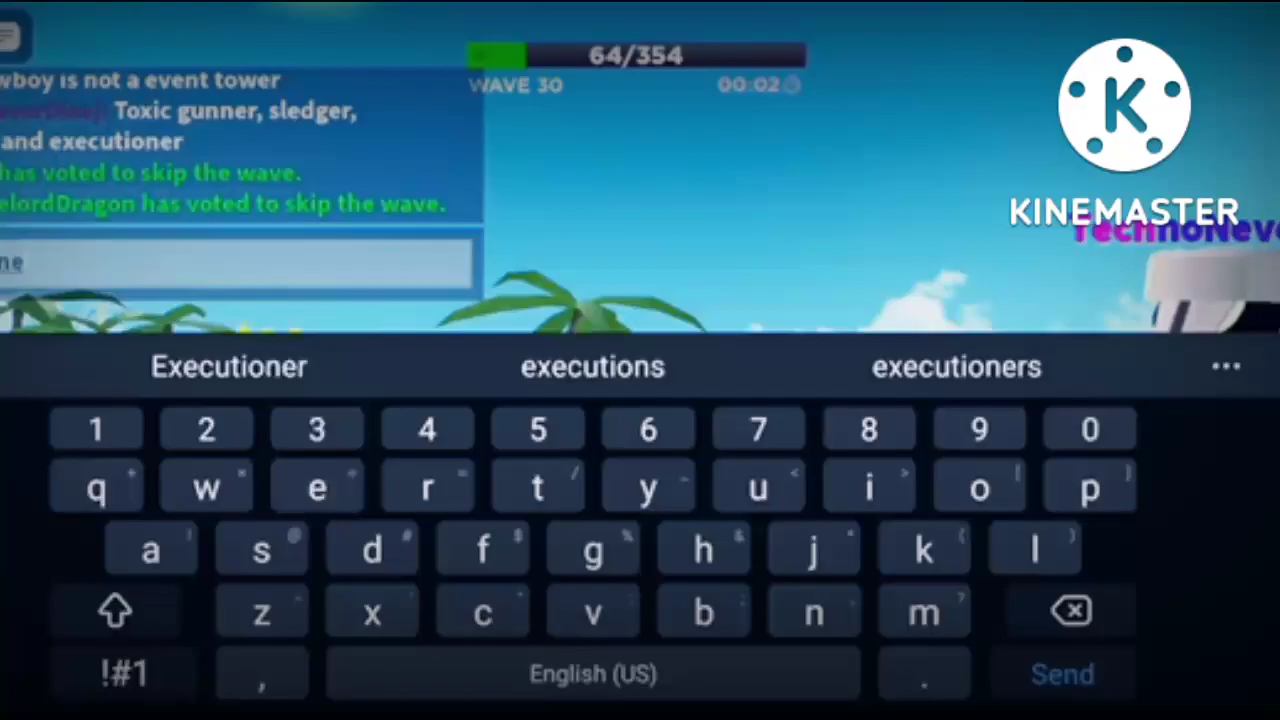 wboy is not a event tower
Toxic gunner, sledger,
and executioner
has voted to skip the wave.
elordDragon has voted to skip the wave.
ne
64/354
WAVE 30
00:02
K
KINEMASTER
TechnoNeve
Executioner
executions
executioners
...
1 2 3 4 5 6 7 8 9 0
q w e r t y u i o p
a s d f g h j k l
z x c v b n m
!#1 , English (US) . Send